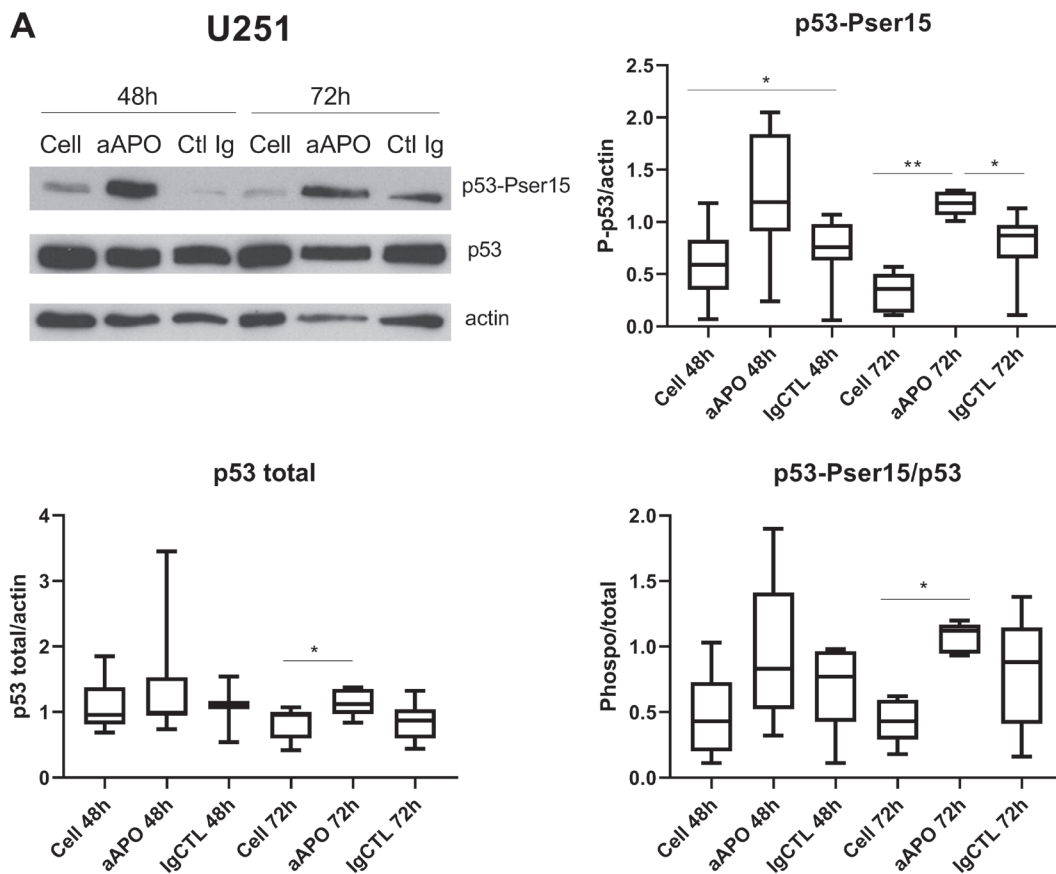 A
U251
48h
72h
Cell aAPO Ctl Ig Cell aAPO Ctl Ig
p53-Pser15
p53
actin
p53-Pser15
P-p53/actin
2.5
2.0
1.5
1.0
0.5
0.0
*
**
*
Cell 48h
aAPO 48h
IgCTL 48h
Cell 72h
aAPO 72h
IgCTL 72h
p53 total
p53 total/actin
4
3
2
1
0
*
Cell 48h
aAPO 48h
IgCTL 48h
Cell 72h
aAPO 72h
IgCTL 72h
p53-Pser15/p53
Phospo/total
2.0
1.5
1.0
0.5
0.0
*
Cell 48h
aAPO 48h
IgCTL 48h
Cell 72h
aAPO 72h
IgCTL 72h